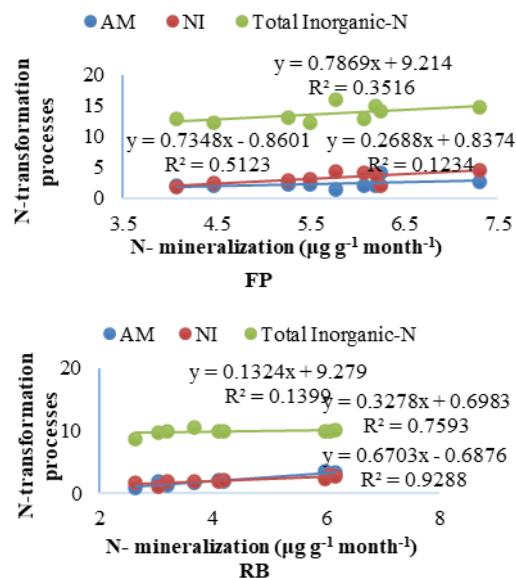 AM NI Total Inorganic-N
y = 0.7869x + 9.214
R² = 0.3516
y = 0.7348x - 0.8601
R² = 0.5123
y = 0.2688x + 0.8374
R² = 0.1234
20
15
10
5
0
3.5 4.5 5.5 6.5 7.5
N-transformation
processes
N- mineralization (µg g⁻¹ month⁻¹)
FP
AM NI Total Inorganic-N
y = 0.1324x + 9.279
R² = 0.1399
y = 0.3278x + 0.6983
R² = 0.7593
y = 0.6703x - 0.6876
R² = 0.9288
20
10
0
2 4 6 8
N-transformation
processes
N- mineralization (µg g⁻¹ month⁻¹)
RB